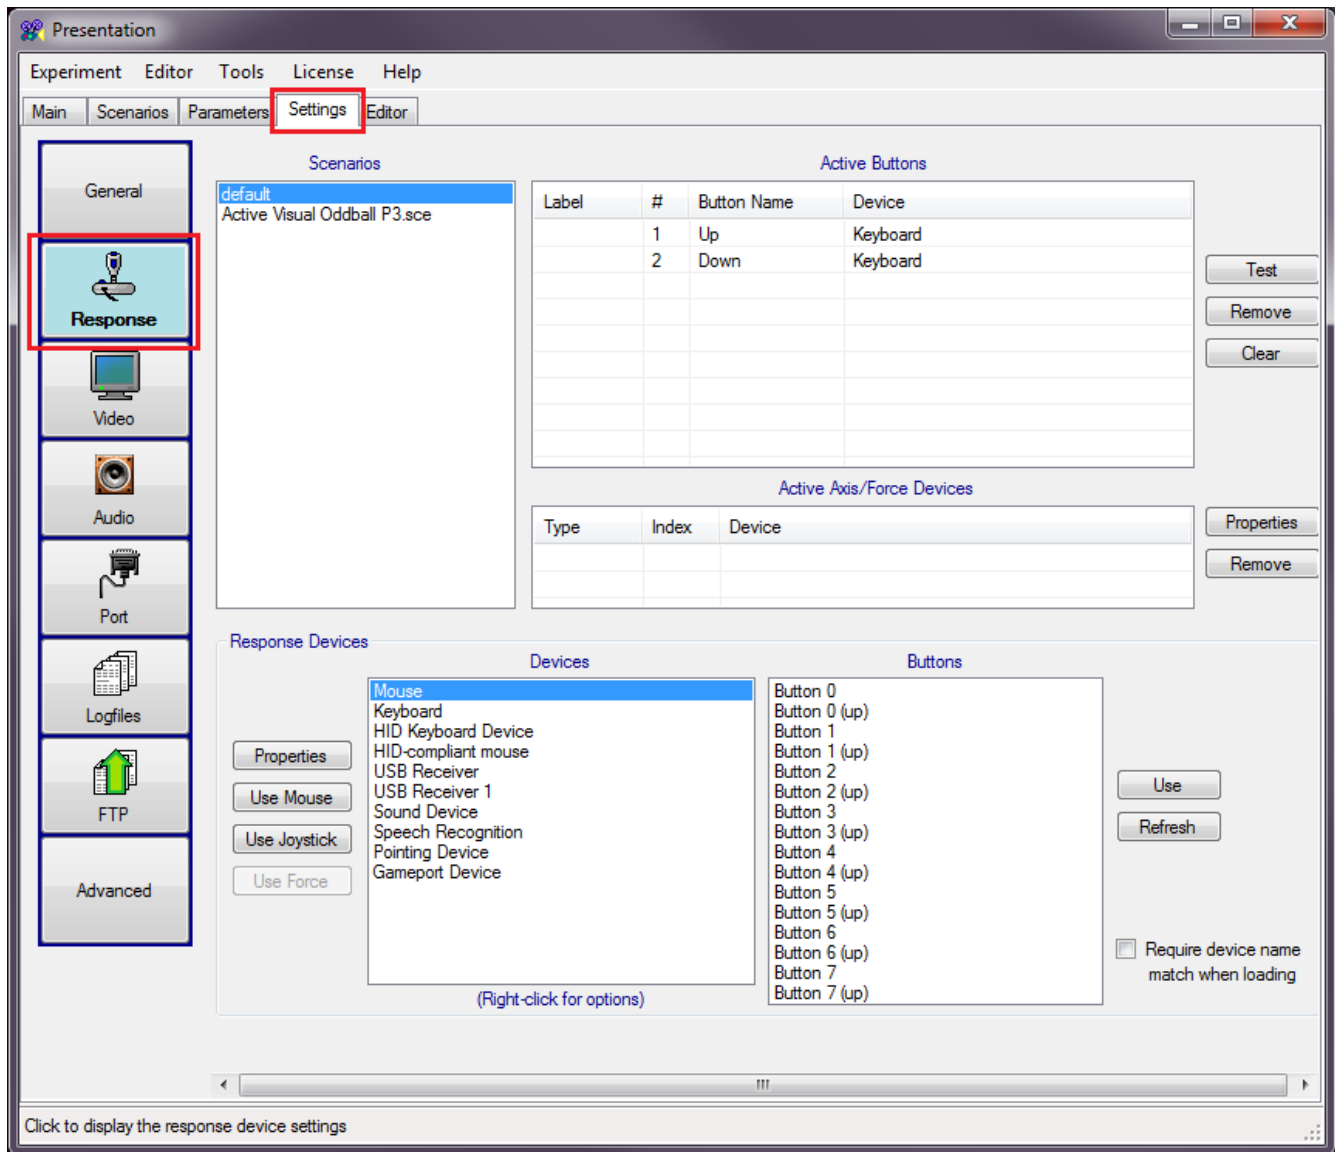 Presentation
Experiment Editor Tools License Help
Main Scenarios Parameters Settings Editor
General
Response
Video
Audio
Port
Logfiles
FTP
Advanced
Scenarios
default
Active Visual Oddball P3.sce
Active Buttons
Label # Button Name Device
1 Up Keyboard
2 Down Keyboard
Test
Remove
Clear
Active Axis/Force Devices
Type Index Device
Properties
Remove
Response Devices
Properties
Use Mouse
Use Joystick
Use Force
Devices
Mouse
Keyboard
HID Keyboard Device
HID-compliant mouse
USB Receiver
USB Receiver 1
Sound Device
Speech Recognition
Pointing Device
Gameport Device
(Right-click for options)
Buttons
Button 0
Button 0 (up)
Button 1
Button 1 (up)
Button 2
Button 2 (up)
Button 3
Button 3 (up)
Button 4
Button 4 (up)
Button 5
Button 5 (up)
Button 6
Button 6 (up)
Button 7
Button 7 (up)
Use
Refresh
Require device name
match when loading
Click to display the response device settings